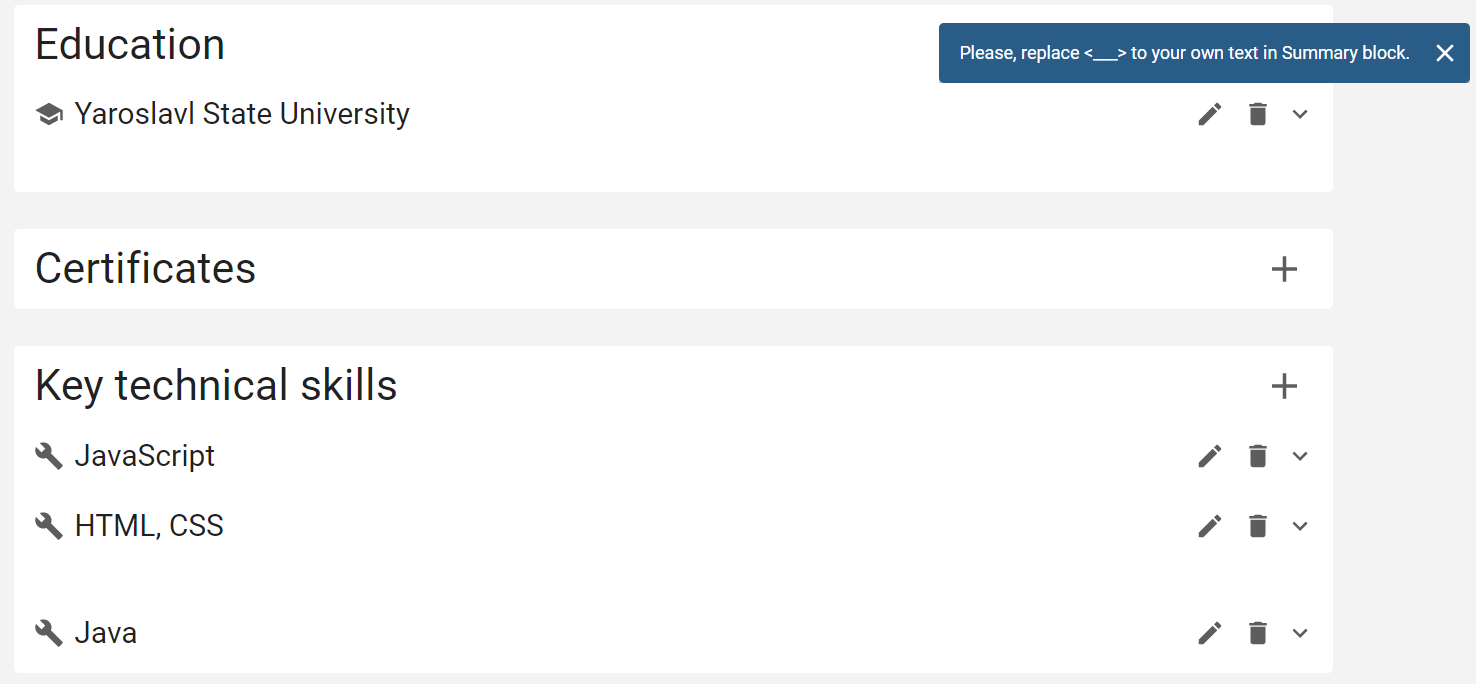 Education
Please, replace <___> to your own text in Summary block.
Yaroslavl State University
Certificates
Key technical skills
JavaScript
HTML, CSS
Java